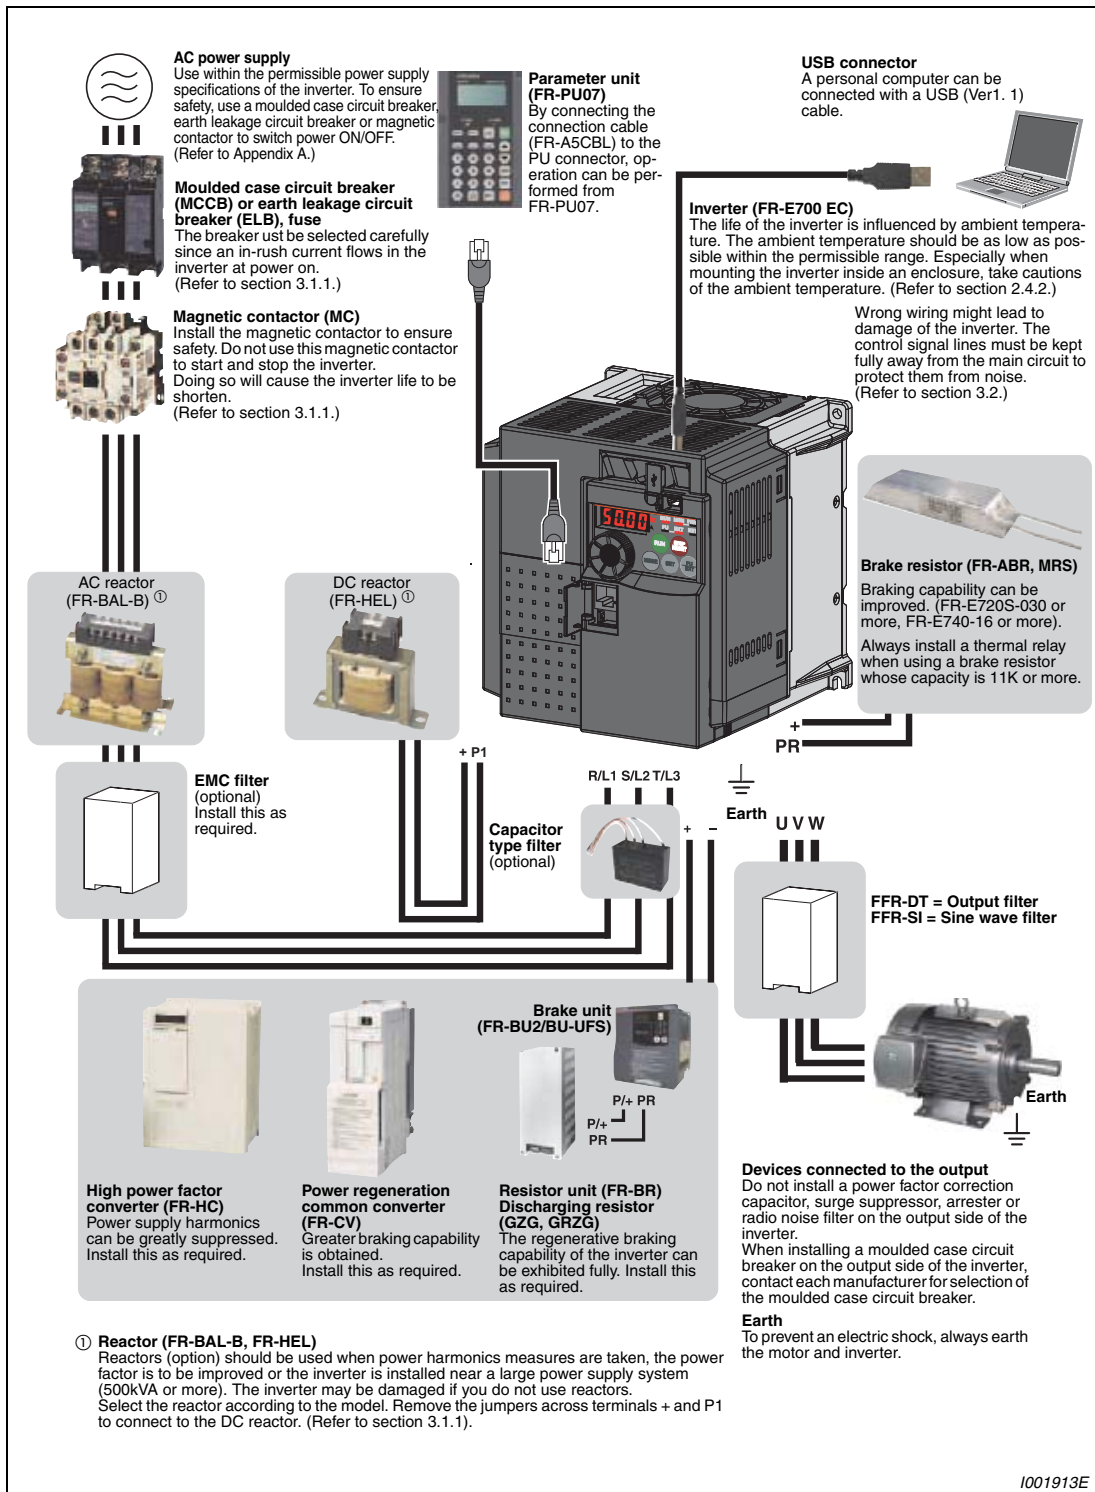 AC power supply
Use within the permissible power supply
specifications of the inverter. To ensure
safety, use a moulded case circuit breaker,
earth leakage circuit breaker or magnetic
contactor to switch power ON/OFF.
(Refer to Appendix A.)
Moulded case circuit breaker
(MCCB) or earth leakage circuit
breaker (ELB), fuse
The breaker ust be selected carefully
since an in-rush current flows in the
inverter at power on.
(Refer to section 3.1.1.)
Magnetic contactor (MC)
Install the magnetic contactor to ensure
safety. Do not use this magnetic contactor
to start and stop the inverter.
Doing so will cause the inverter life to be
shorten.
(Refer to section 3.1.1.)
Parameter unit
(FR-PU07)
By connecting the
connection cable
(FR-A5CBL) to the
PU connector, op-
eration can be per-
formed from
FR-PU07.
USB connector
A personal computer can be
connected with a USB (Ver1. 1)
cable.
Inverter (FR-E700 EC)
The life of the inverter is influenced by ambient tempera-
ture. The ambient temperature should be as low as pos-
sible within the permissible range. Especially when
mounting the inverter inside an enclosure, take cautions
of the ambient temperature. (Refer to section 2.4.2.)
Wrong wiring might lead to
damage of the inverter. The
control signal lines must be kept
fully away from the main circuit to
protect them from noise.
(Refer to section 3.2.)
50.00
RUN
Brake resistor (FR-ABR, MRS)
Braking capability can be
improved. (FR-E720S-030 or
more, FR-E740-16 or more).
Always install a thermal relay
when using a brake resistor
whose capacity is 11K or more.
+
PR
AC reactor
(FR-BAL-B) ①
DC reactor
(FR-HEL) ①
+ P1
EMC filter
(optional)
Install this as
required.
Capacitor
type filter
(optional)
R/L1 S/L2 T/L3
+ –
Earth
U V W
FFR-DT = Output filter
FFR-SI = Sine wave filter
Brake unit
(FR-BU2/BU-UFS)
P/+ PR
P/+
PR
Earth
High power factor
converter (FR-HC)
Power supply harmonics
can be greatly suppressed.
Install this as required.
Power regeneration
common converter
(FR-CV)
Greater braking capability
is obtained.
Install this as required.
Resistor unit (FR-BR)
Discharging resistor
(GZG, GRZG)
The regenerative braking
capability of the inverter can
be exhibited fully. Install this
as required.
Devices connected to the output
Do not install a power factor correction
capacitor, surge suppressor, arrester or
radio noise filter on the output side of the
inverter.
When installing a moulded case circuit
breaker on the output side of the inverter,
contact each manufacturer for selection of
the moulded case circuit breaker.
Earth
To prevent an electric shock, always earth
the motor and inverter.
① Reactor (FR-BAL-B, FR-HEL)
Reactors (option) should be used when power harmonics measures are taken, the power
factor is to be improved or the inverter is installed near a large power supply system
(500kVA or more). The inverter may be damaged if you do not use reactors.
Select the reactor according to the model. Remove the jumpers across terminals + and P1
to connect to the DC reactor. (Refer to section 3.1.1).
I001913E